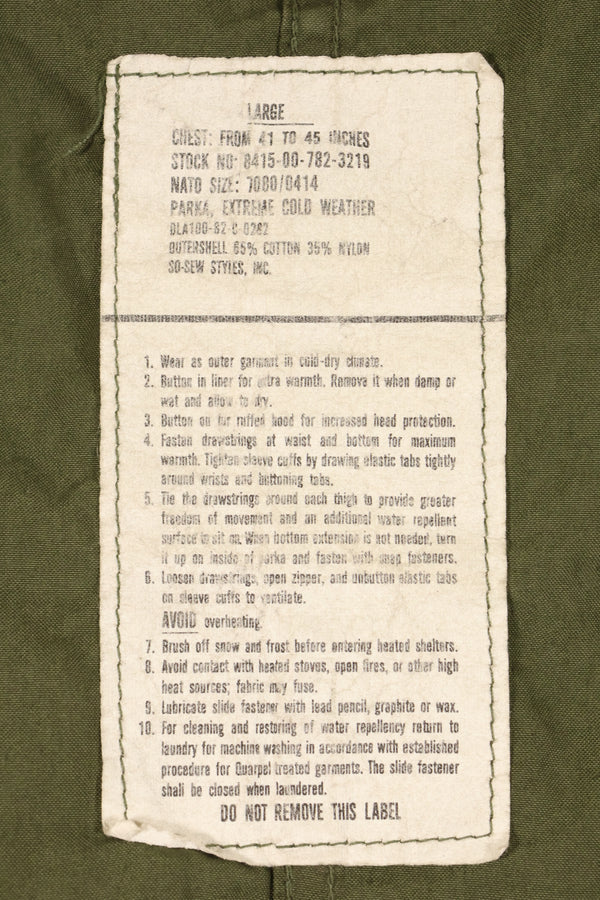 LARGE
CHEST: FROM 41 TO 45 INCHES
STOCK NO: 8415-00-782-3219
NATO SIZE: 7080/0414
PARKA, EXTREME COLD WEATHER
DLA100-82-C-0282
OUTERSHELL 65% COTTON 35% NYLON
SO-SEW STYLES, INC.
1. Wear as outer garment in cold-dry climate.
2. Button in liner for extra warmth. Remove it when damp or
wet and allow to dry.
3. Button on fur ruffed hood for increased head protection.
4. Fasten drawstrings at waist and bottom for maximum
warmth. Tighten sleeve cuffs by drawing elastic tabs tightly
around wrists and buttoning tabs.
5. Tie the drawstrings around each thigh to provide greater
freedom of movement and an additional water repellent
surface to sit on. When bottom extension is not needed, turn
it up on inside of parka and fasten with snap fasteners.
6. Loosen drawstrings, open zipper, and unbutton elastic tabs
on sleeve cuffs to ventilate.
AVOID overheating.
7. Brush off snow and frost before entering heated shelters.
8. Avoid contact with heated stoves, open fires, or other high
heat sources; fabric may fuse.
9. Lubricate slide fastener with lead pencil, graphite or wax.
10. For cleaning and restoring of water repellency return to
laundry for machine washing in accordance with established
procedure for Quarpel treated garments. The slide fastener
shall be closed when laundered.
DO NOT REMOVE THIS LABEL